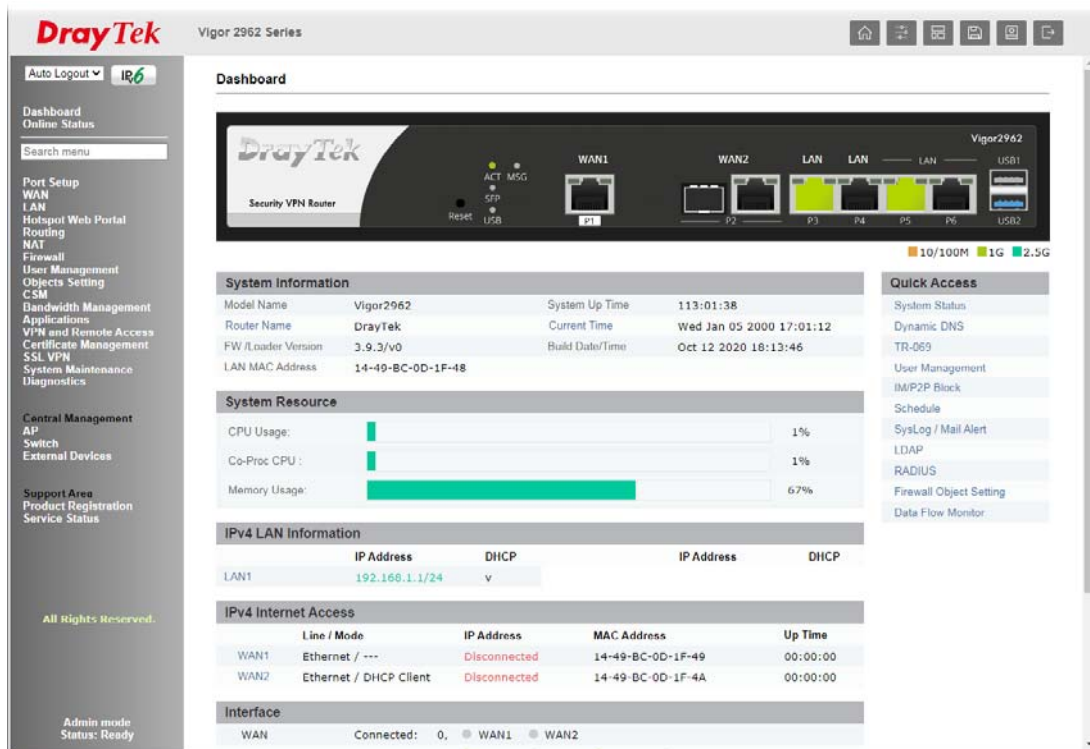 DrayTek
Vigor 2962 Series
Auto Logout
IPv6
Dashboard
Online Status
Search menu
Port Setup
WAN
LAN
Hotspot Web Portal
Routing
NAT
Firewall
User Management
Objects Setting
CSM
Bandwidth Management
Applications
VPN and Remote Access
Certificate Management
SSL VPN
System Maintenance
Diagnostics
Central Management
AP
Switch
External Devices
Support Area
Product Registration
Service Status
All Rights Reserved.
Admin mode
Status: Ready
Dashboard
DrayTek
Security VPN Router
Reset
ACT MSG
SFP
USB
WAN1
P1
WAN2
P2
LAN LAN LAN
P3 P4 P5 P6
Vigor2962
USB1
USB2
10/100M 1G 2.5G
System Information
Model Name Vigor2962 System Up Time 113:01:38
Router Name DrayTek Current Time Wed Jan 05 2000 17:01:12
FW /Loader Version 3.9.3/v0 Build Date/Time Oct 12 2020 18:13:46
LAN MAC Address 14-49-BC-0D-1F-48
System Resource
CPU Usage: 1%
Co-Proc CPU : 1%
Memory Usage: 67%
IPv4 LAN Information
IP Address DHCP IP Address DHCP
LAN1 192.168.1.1/24 v
IPv4 Internet Access
Line / Mode IP Address MAC Address Up Time
WAN1 Ethernet / --- Disconnected 14-49-BC-0D-1F-49 00:00:00
WAN2 Ethernet / DHCP Client Disconnected 14-49-BC-0D-1F-4A 00:00:00
Interface
WAN Connected: 0, WAN1 WAN2
Quick Access
System Status
Dynamic DNS
TR-069
User Management
IM/P2P Block
Schedule
SysLog / Mail Alert
LDAP
RADIUS
Firewall Object Setting
Data Flow Monitor